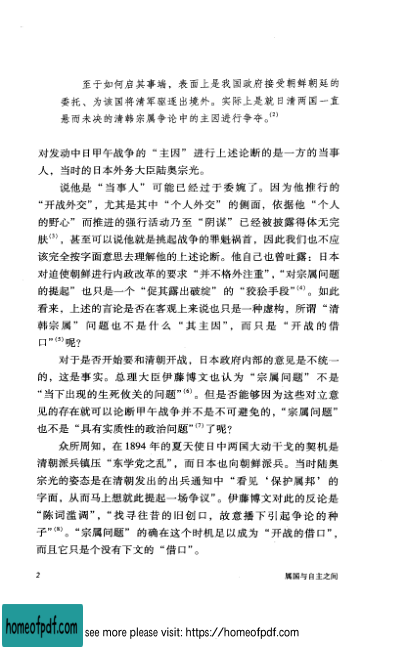 至于如何启其事端，表面上是我国政府接受朝鲜朝廷的
委托、为该国将清军驱逐出境外。实际上是就日清两国一直
悬而未决的清韩宗属争论中的主因进行争夺。(2)
对发动中日甲午战争的“主因”进行上述论断的是一方的当事
人，当时的日本外务大臣陆奥宗光。
说他是“当事人”可能已经过于委婉了。因为他推行的
“开战外交”，尤其是其中“个人外交”的侧面，依据他“个人
的野心”而推进的强行活动乃至“阴谋”已经被披露得体无完
肤(3)，甚至可以说他就是挑起战争的罪魁祸首，因此我们也不应
该完全按字面意思去理解他的上述论断。他自己也曾吐露：日本
对迫使朝鲜进行内政改革的要求“并不格外注重”，“对宗属问题
的提起”也只是一个“促其露出破绽”的“狡狯手段”(4)。如此
看来，上述的言论是否在客观上来说也只是一种虚构，所谓“清
韩宗属”问题也不是什么“其主因”，而只是“开战的借
口”(5)呢？
对于是否开始要和清朝开战，日本政府内部的意见是不统一
的，这是事实。总理大臣伊藤博文也认为“宗属问题”不是
“当下出现的生死攸关的问题”(6)。但是否能够因为这些对立意
见的存在就可以论断甲午战争并不是不可避免的，“宗属问题”
也不是“具有实质性的政治问题”(7)了呢？
众所周知，在 1894 年的夏天使日中两国大动干戈的契机是
清朝派兵镇压“东学党之乱”，而日本也向朝鲜派兵。当时陆奥
宗光的姿态是在清朝发出的出兵通知中“看见‘保护属邦’的
字面，从而马上想就此提起一场争议”。伊藤博文对此的反论是
“陈词滥调”，“找寻往昔的旧创口，故意播下引起争论的种
子”(8)。“宗属问题”的确在这个时机足以成为“开战的借口”，
而且它只是个没有下文的“借口”。
2 属国与自主之间
homeofpdf.com see more please visit: https://homeofpdf.com